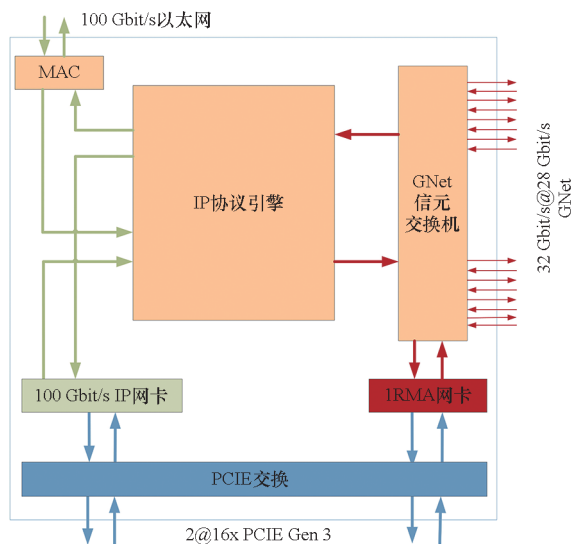 100 Gbit/s以太网
MAC
IP协议引擎
GNet
信元
交换机
32 Gbit/s@28 Gbit/s
GNet
100 Gbit/s IP网卡
1RMA网卡
PCIE交换
2@16x PCIE Gen 3